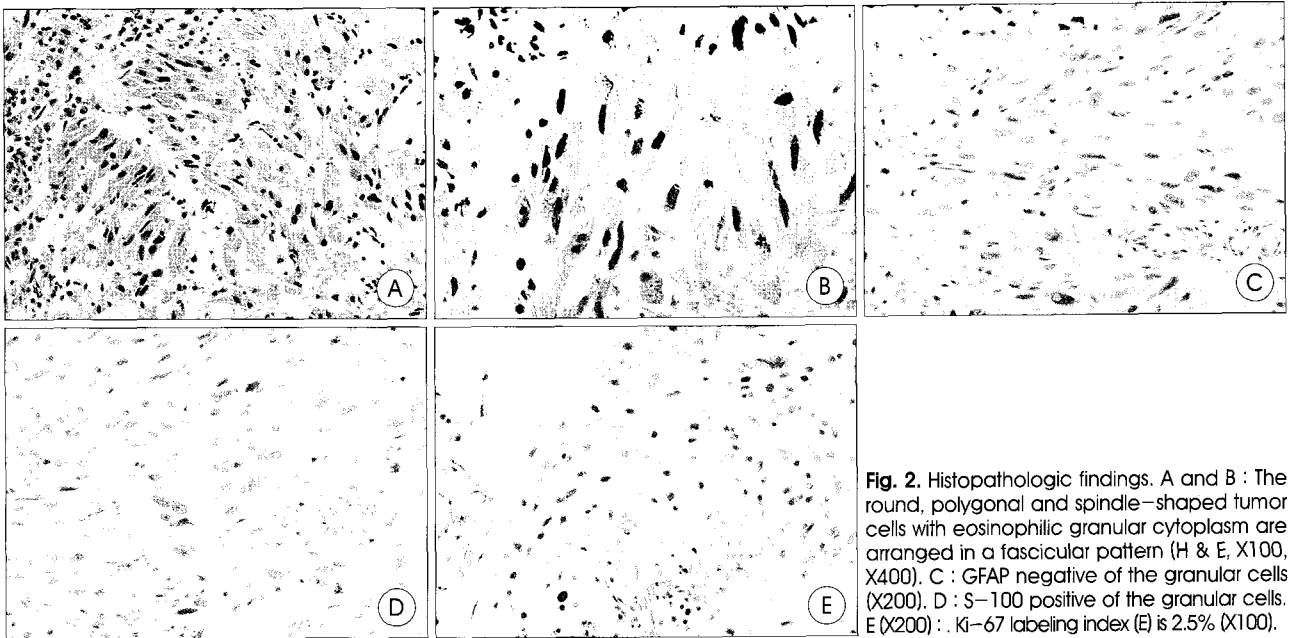 A
B
C
D
E
Fig. 2. Histopathologic findings. A and B : The
round, polygonal and spindle-shaped tumor
cells with eosinophilic granular cytoplasm are
arranged in a fascicular pattern (H & E, X100,
X400). C : GFAP negative of the granular cells
(X200). D : S-100 positive of the granular cells.
E (X200) : . Ki-67 labeling index (E) is 2.5% (X100).